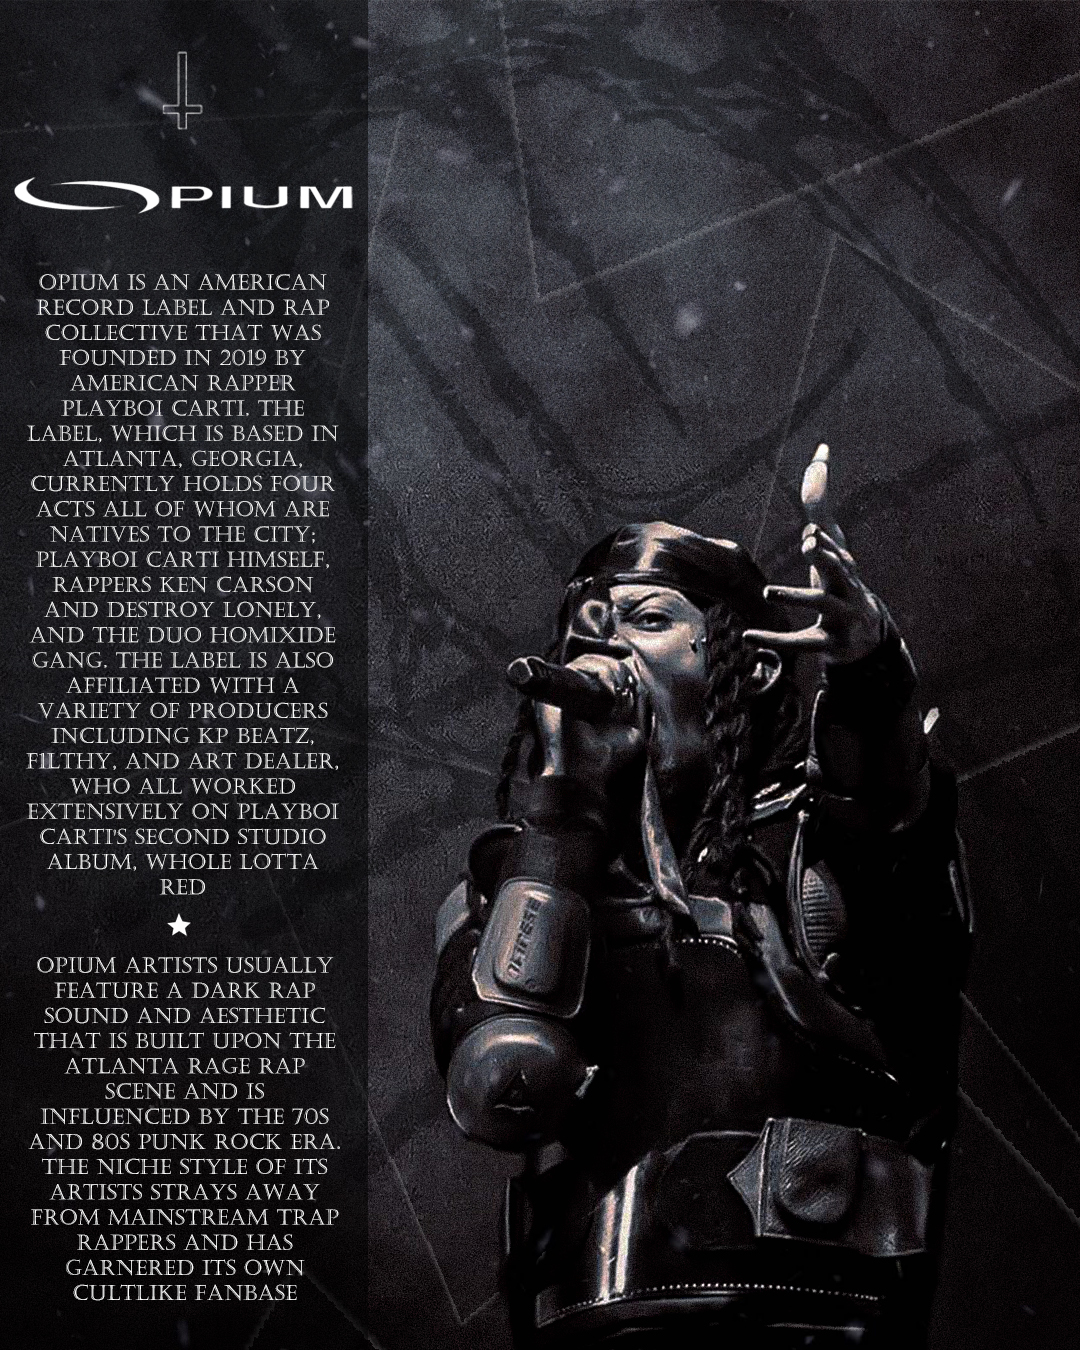 OPIUM
OPIUM IS AN AMERICAN
RECORD LABEL AND RAP
COLLECTIVE THAT WAS
FOUNDED IN 2019 BY
AMERICAN RAPPER
PLAYBOI CARTI. THE
LABEL, WHICH IS BASED IN
ATLANTA, GEORGIA,
CURRENTLY HOLDS FOUR
ACTS ALL OF WHOM ARE
NATIVES TO THE CITY;
PLAYBOI CARTI HIMSELF,
RAPPERS KEN CARSON
AND DESTROY LONELY,
AND THE DUO HOMIXIDE
GANG. THE LABEL IS ALSO
AFFILIATED WITH A
VARIETY OF PRODUCERS
INCLUDING KP BEATZ,
F1LTHY, AND ART DEALER,
WHO ALL WORKED
EXTENSIVELY ON PLAYBOI
CARTI'S SECOND STUDIO
ALBUM, WHOLE LOTTA
RED
OPIUM ARTISTS USUALLY
FEATURE A DARK RAP
SOUND AND AESTHETIC
THAT IS BUILT UPON THE
ATLANTA RAGE RAP
SCENE AND IS
INFLUENCED BY THE 70S
AND 80S PUNK ROCK ERA.
THE NICHE STYLE OF ITS
ARTISTS STRAYS AWAY
FROM MAINSTREAM TRAP
RAPPERS AND HAS
GARNERED ITS OWN
CULTLIKE FANBASE